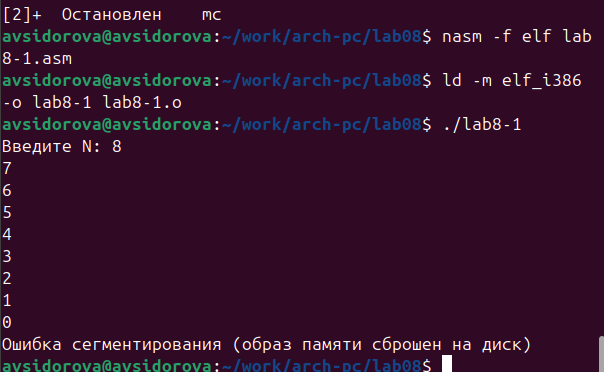 [2]+  Остановлен    mc
avsidorova@avsidorova:~/work/arch-pc/lab08$ nasm -f elf lab
8-1.asm
avsidorova@avsidorova:~/work/arch-pc/lab08$ ld -m elf_i386
-o lab8-1 lab8-1.o
avsidorova@avsidorova:~/work/arch-pc/lab08$ ./lab8-1
Введите N: 8
7
6
5
4
3
2
1
0
Ошибка сегментирования (образ памяти сброшен на диск)
avsidorova@avsidorova:~/work/arch-pc/lab08$